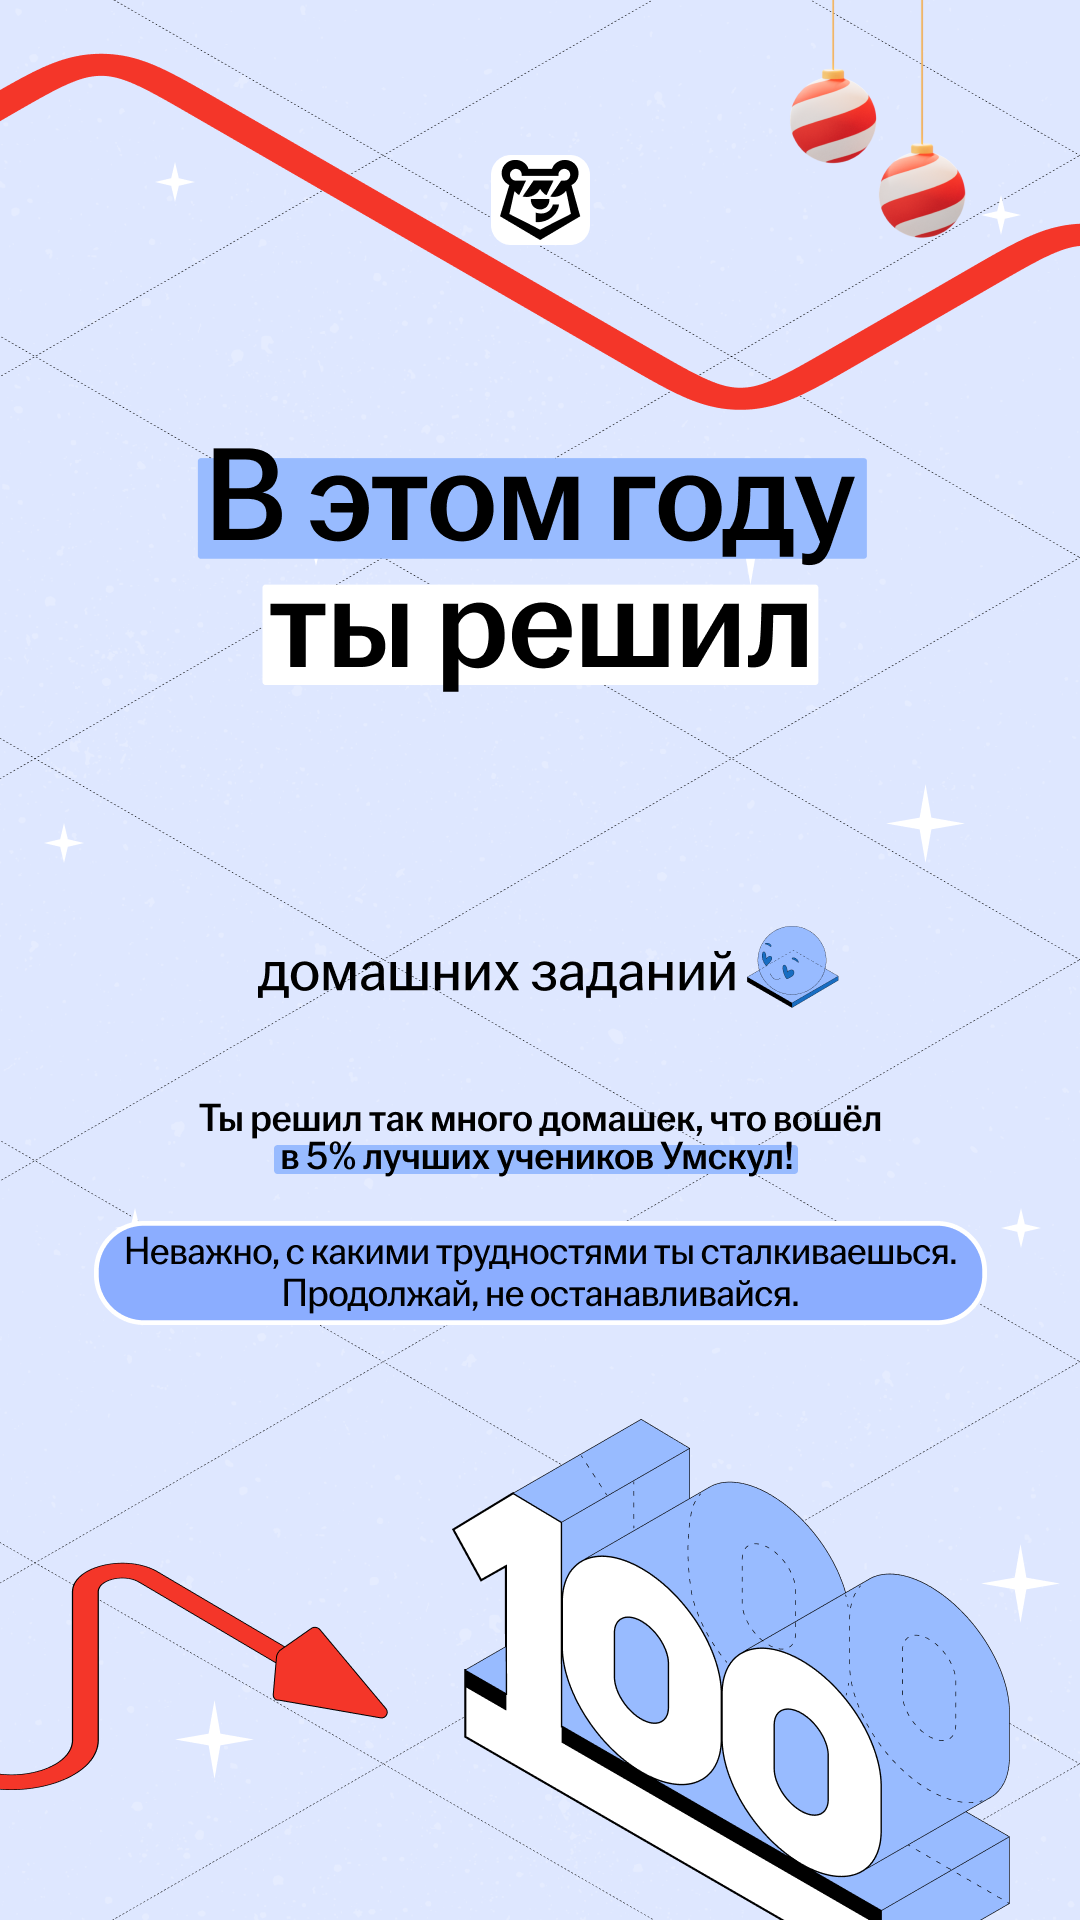 В этом году
ты решил
домашних заданий
Ты решил так много домашек, что вошёл
в 5% лучших учеников Умскул!
Неважно, с какими трудностями ты сталкиваешься.
Продолжай, не останавливайся.
100